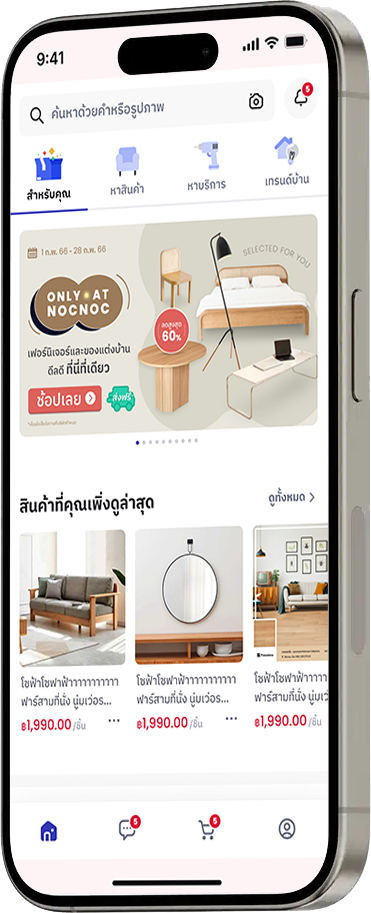 9:41
ค้นหาด้วยคำหรือรูปภาพ
5
สำหรับคุณ
หาสินค้า
หาบริการ
เทรนด์บ้าน
1 ก.พ. 66 - 28 ก.พ. 66
SELECTED FOR YOU
ONLY AT
NOCNOC
ลดสูงสุด
60%
เฟอร์นิเจอร์และของแต่งบ้าน
ดีลดี ที่นี่ที่เดียว
ช้อปเลย
ส่งฟรี
สินค้าที่คุณเพิ่งดูล่าสุด
ดูทั้งหมด
โซฟ้าโซฟาฟ้าาาาาาาาาาา
ฟาร์สามที่นั่ง นู่มเว่อร...
฿1,990.00 /ชิ้น
โซฟ้าโซฟาฟ้าาาาาาาาาาา
ฟาร์สามที่นั่ง นู่มเว่อร...
฿1,990.00 /ชิ้น
โซฟ้าโซฟาฟ้าาาาา
ฟาร์สามที่นั่ง นู่มเว่
฿1,990.00 /ชิ้น
5
5